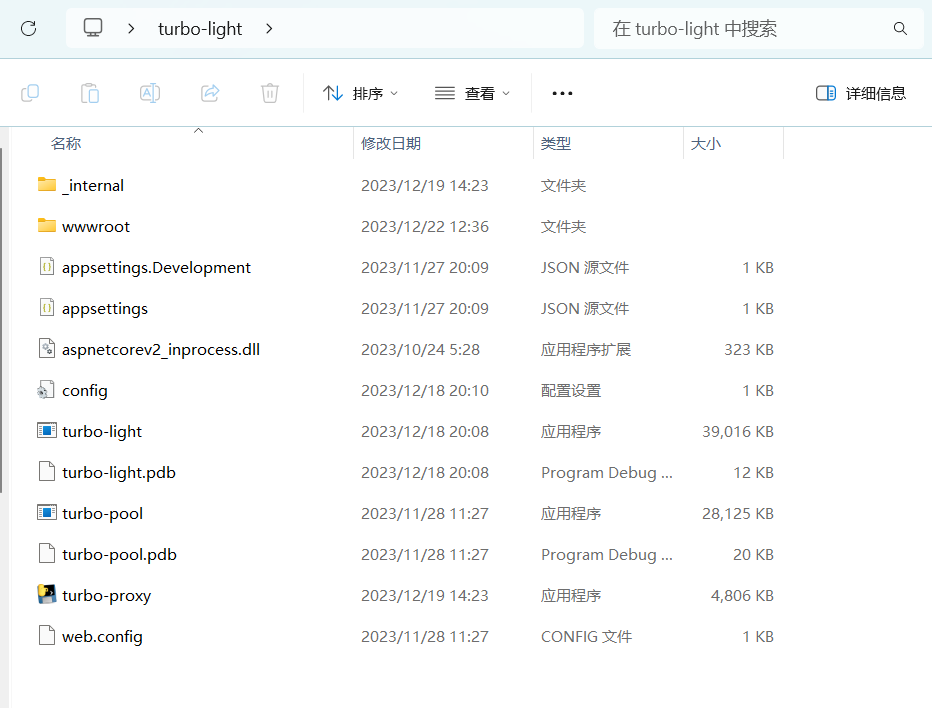 turbo-light
在 turbo-light 中搜索
排序 查看 详细信息
名称 修改日期 类型 大小
_internal 2023/12/19 14:23 文件夹
wwwroot 2023/12/22 12:36 文件夹
appsettings.Development 2023/11/27 20:09 JSON 源文件 1 KB
appsettings 2023/11/27 20:09 JSON 源文件 1 KB
aspnetcorev2_inprocess.dll 2023/10/24 5:28 应用程序扩展 323 KB
config 2023/12/18 20:10 配置设置 1 KB
turbo-light 2023/12/18 20:08 应用程序 39,016 KB
turbo-light.pdb 2023/12/18 20:08 Program Debug ... 12 KB
turbo-pool 2023/11/28 11:27 应用程序 28,125 KB
turbo-pool.pdb 2023/11/28 11:27 Program Debug ... 20 KB
turbo-proxy 2023/12/19 14:23 应用程序 4,806 KB
web.config 2023/11/28 11:27 CONFIG 文件 1 KB